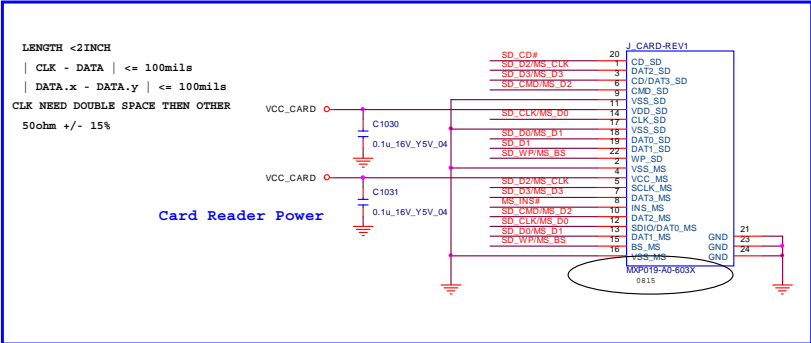 LENGTH <2INCH
| CLK - DATA | <= 100mils
| DATA.x - DATA.y | <= 100mils
CLK NEED DOUBLE SPACE THEN OTHER
50ohm +/- 15%
VCC_CARD
C1030
0.1u_16V_Y5V_04
VCC_CARD
C1031
0.1u_16V_Y5V_04
Card Reader Power
J_CARD-REV1
SD_CD# 20 CD_SD
SD_D2/MS_CLK 1 DAT2_SD
SD_D3/MS_D3 3 CD/DAT3_SD
SD_CMD/MS_D2 6 CMD_SD
9 VSS_SD
11 VDD_SD
SD_CLK/MS_D0 14 CLK_SD
17 VSS_SD
SD_D0/MS_D1 18 DAT0_SD
SD_D1 19 DAT1_SD
SD_WP/MS_BS 22 WP_SD
2 VSS_MS
4 VCC_MS
SD_D2/MS_CLK 5 SCLK_MS
SD_D3/MS_D3 7 DAT3_MS
MS_INS# 8 INS_MS
SD_CMD/MS_D2 10 DAT2_MS
SD_CLK/MS_D0 12 SDIO/DAT0_MS
SD_D0/MS_D1 13 DAT1_MS GND 21
SD_WP/MS_BS 15 BS_MS GND 23
16 VSS_MS GND 24
MXP019-A0-603X
0815